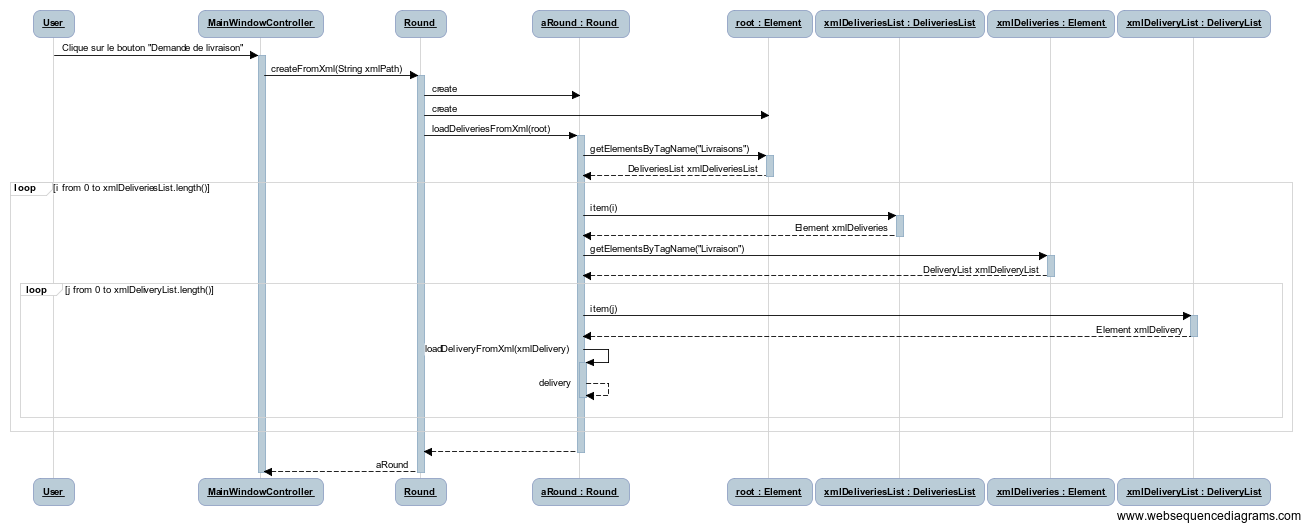 User
MainWindowController
Round
aRound : Round
root : Element
xmlDeliveriesList : DeliveriesList
xmlDeliveries : Element
xmlDeliveryList : DeliveryList
Clique sur le bouton "Demande de livraison"
createFromXml(String xmlPath)
create
create
loadDeliveriesFromXml(root)
getElementsByTagName("Livraisons")
DeliveriesList xmlDeliveriesList
loop
[i from 0 to xmlDeliveriesList.length()]
item(i)
Element xmlDeliveries
getElementsByTagName("Livraison")
DeliveryList xmlDeliveryList
loop
[j from 0 to xmlDeliveryList.length()]
item(j)
Element xmlDelivery
loadDeliveryFromXml(xmlDelivery)
delivery
aRound
User
MainWindowController
Round
aRound : Round
root : Element
xmlDeliveriesList : DeliveriesList
xmlDeliveries : Element
xmlDeliveryList : DeliveryList
www.websequencediagrams.com